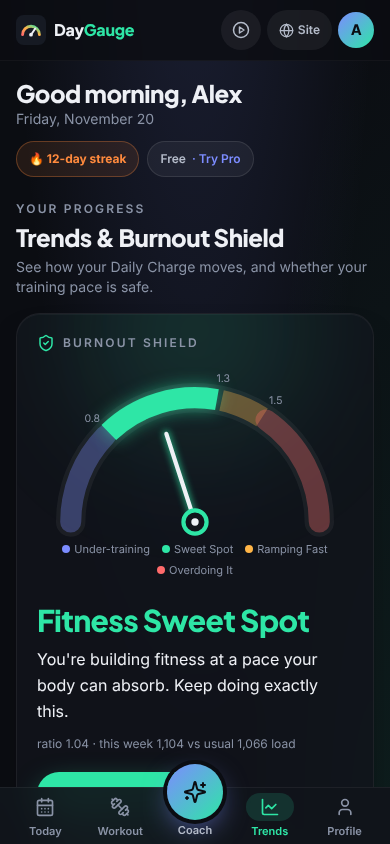 DayGauge
Site
A
Good morning, Alex
Friday, November 20
🔥 12-day streak
Free · Try Pro
YOUR PROGRESS
Trends & Burnout Shield
See how your Daily Charge moves, and whether your
training pace is safe.
BURNOUT SHIELD
1.3
1.5
0.8
Under-training
Sweet Spot
Ramping Fast
Overdoing It
Fitness Sweet Spot
You're building fitness at a pace your
body can absorb. Keep doing exactly
this.
ratio 1.04 · this week 1,104 vs usual 1,066 load
Today
Workout
Coach
Trends
Profile